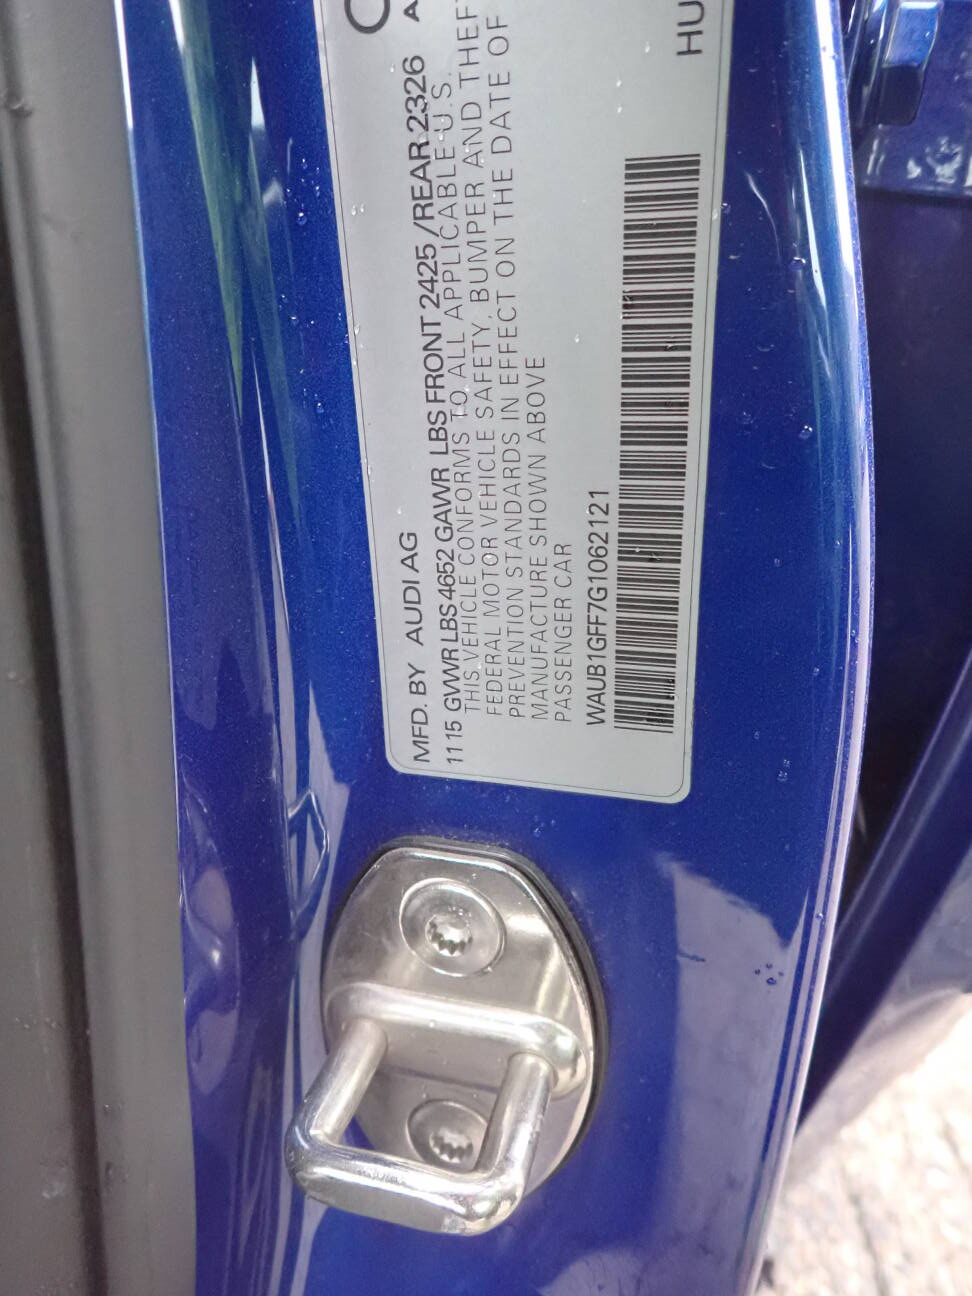 MFD. BY AUDI AG
11 15 GVWR LBS 4652 GAWR LBS FRONT 2425 / REAR 2326
THIS VEHICLE CONFORMS TO ALL APPLICABLE U.S.
FEDERAL MOTOR VEHICLE SAFETY, BUMPER AND THEFT
PREVENTION STANDARDS IN EFFECT ON THE DATE OF
MANUFACTURE SHOWN ABOVE
PASSENGER CAR
WAUB1GFF7G1062121
HU